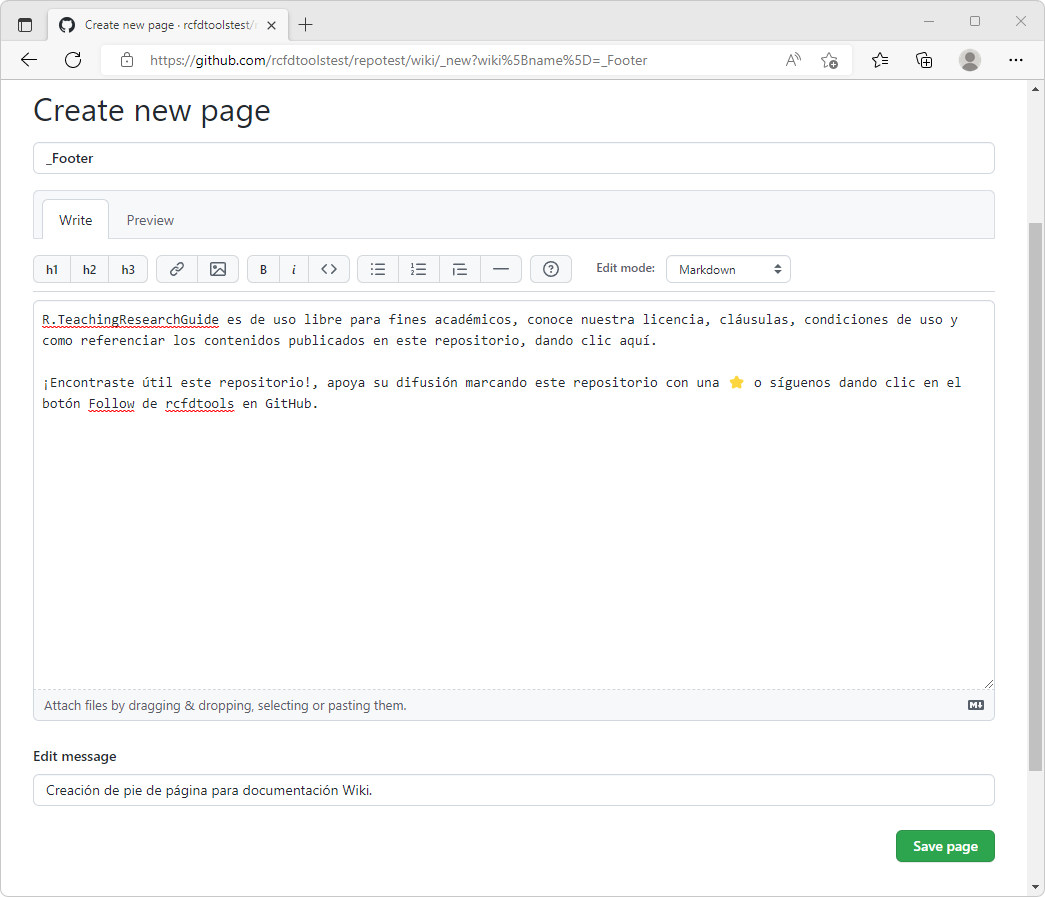 Create new page · rcfdtoolstest/r
https://github.com/rcfdtoolstest/repotest/wiki/_new?wiki%5Bname%5D=_Footer
Create new page
_Footer
Write Preview
h1 h2 h3 B i Edit mode: Markdown
R.TeachingResearchGuide es de uso libre para fines académicos, conoce nuestra licencia, cláusulas, condiciones de uso y
como referenciar los contenidos publicados en este repositorio, dando clic aquí.
¡Encontraste útil este repositorio!, apoya su difusión marcando este repositorio con una ⭐ o síguenos dando clic en el
botón Follow de rcfdtools en GitHub.
Attach files by dragging & dropping, selecting or pasting them.
Edit message
Creación de pie de página para documentación Wiki.
Save page